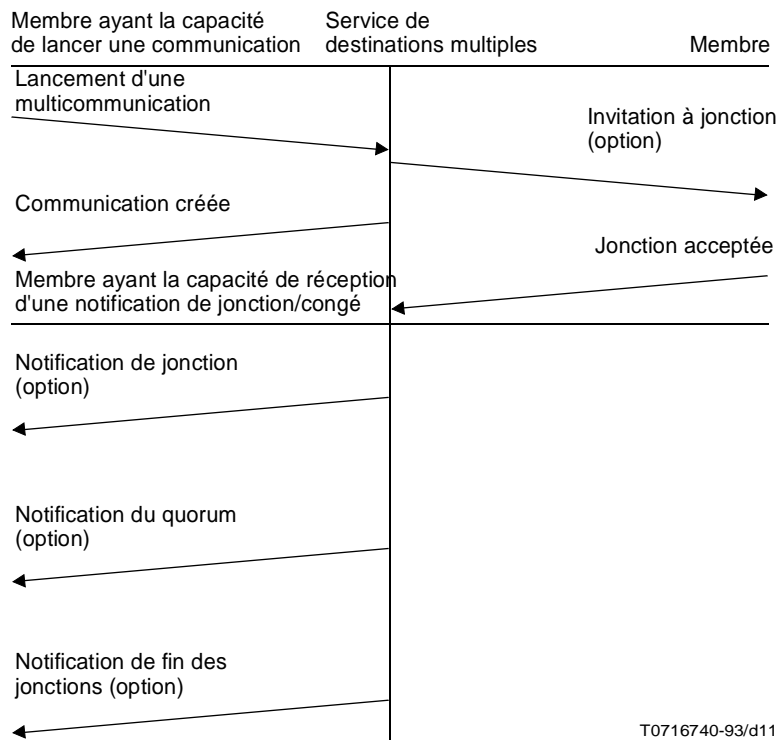 Membre ayant la capacité
de lancer une communication
Service de
destinations multiples
Membre
Lancement d'une
multicommunication
Invitation à jonction
(option)
Communication créée
Jonction acceptée
Membre ayant la capacité de réception
d'une notification de jonction/congé
Notification de jonction
(option)
Notification du quorum
(option)
Notification de fin des
jonctions (option)
T0716740-93/d11